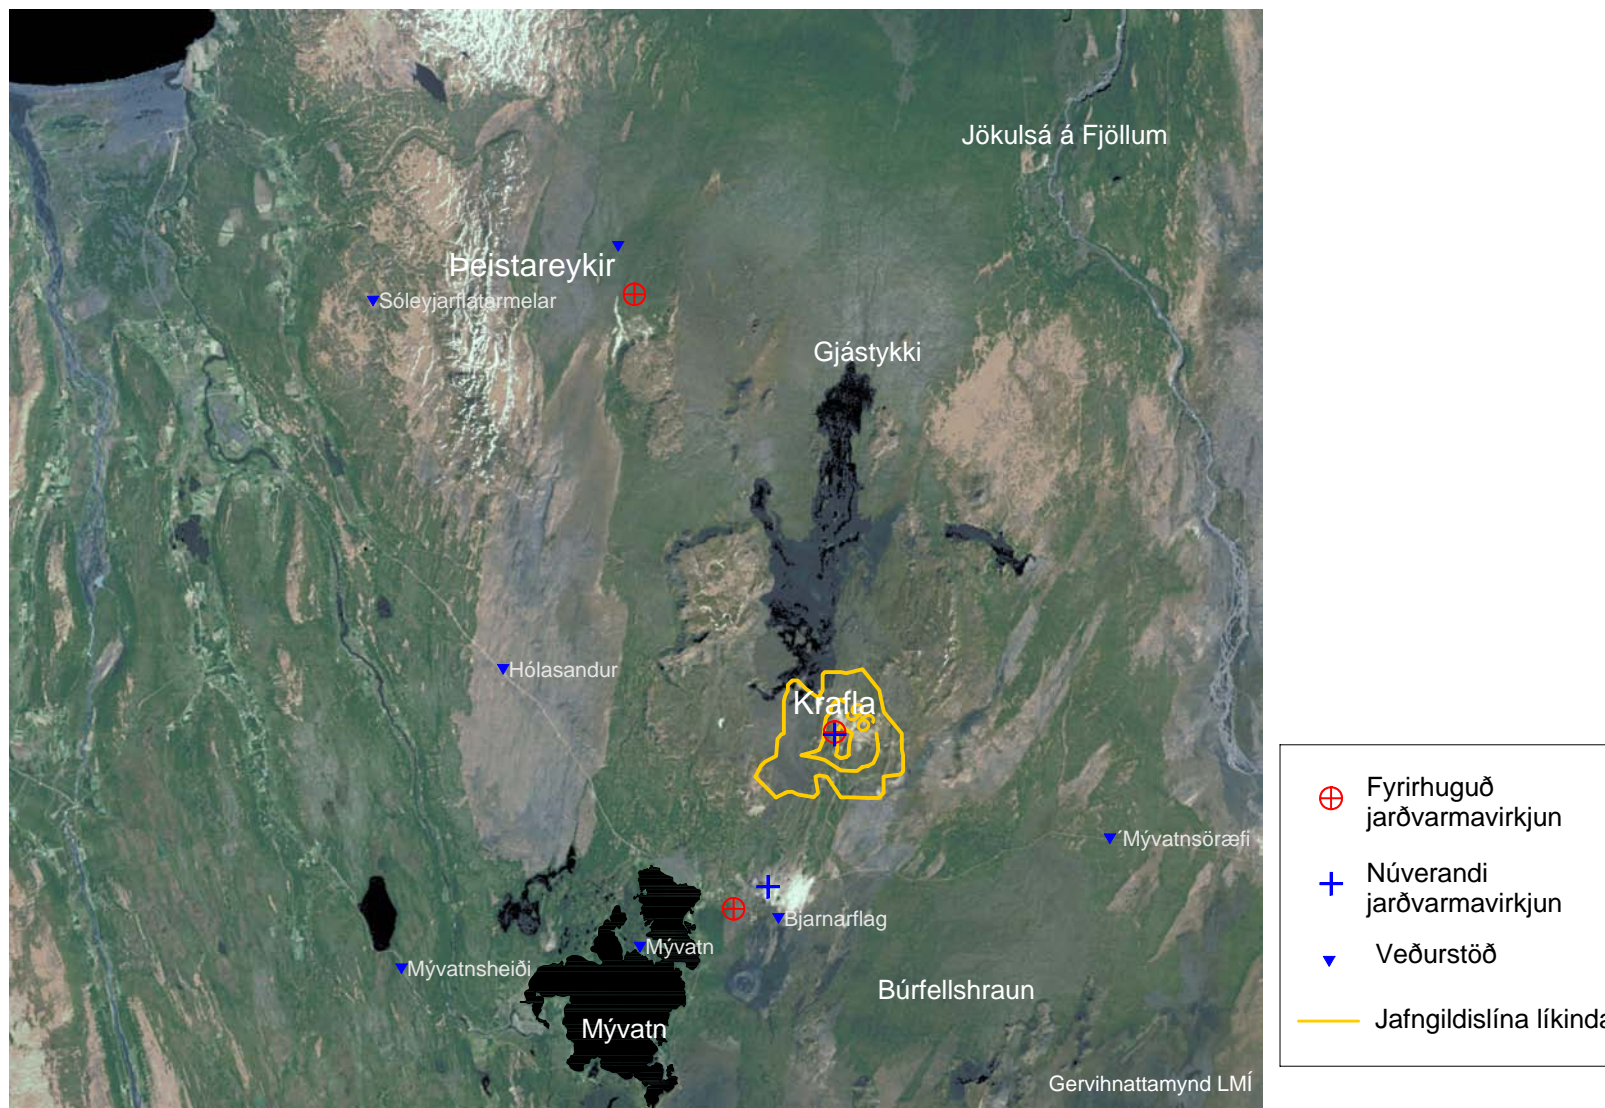 Jökulsá á Fjöllum
Þeistareykir
Sóleyjarflatarmelar
Gjástykki
Hólasandur
Krafla
Mývatnsöræfi
Bjarnarflag
Mývatn
Mývatnsheiði
Búrfellshraun
Mývatn
Gervihnattamynd LMÍ
Fyrirhuguð
jarðvarmavirkjun
Núverandi
jarðvarmavirkjun
Veðurstöð
Jafngildislína líkinda